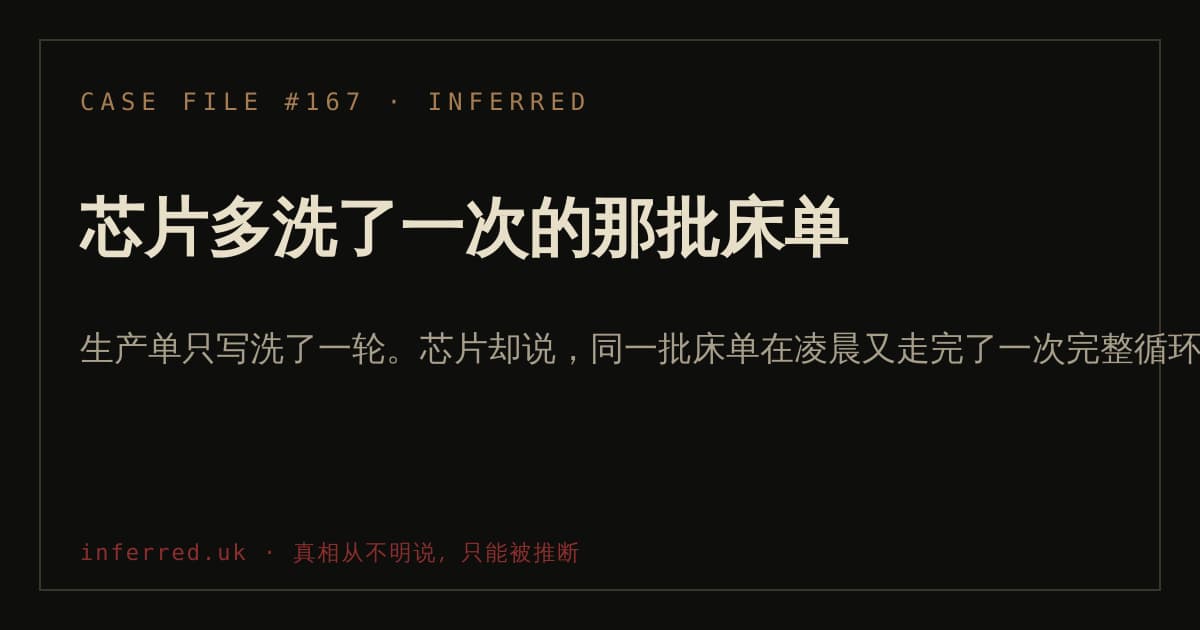 CASE FILE #167 · INFERRED
芯片多洗了一次的那批床单
生产单只写洗了一轮。芯片却说，同一批床单在凌晨又走完了一次完整循环
inferred.uk · 真相从不明说，只能被推断